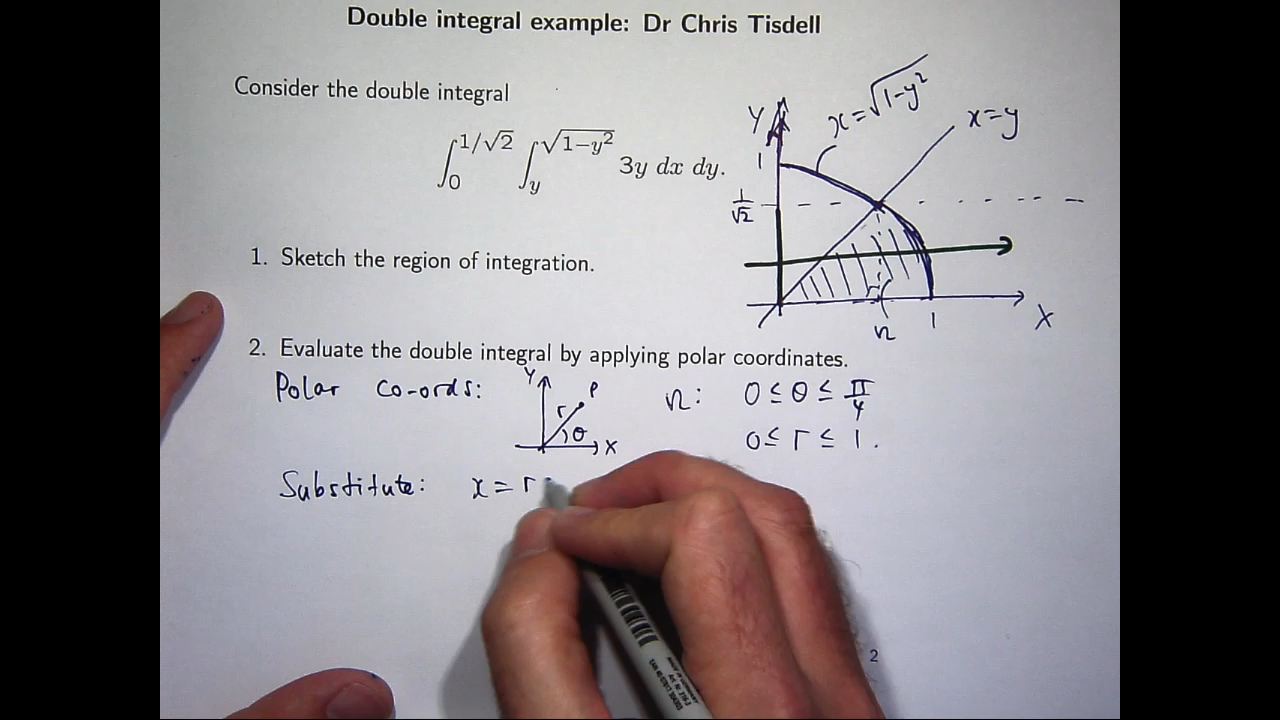 Double integral example: Dr Chris Tisdell
Consider the double integral
∫₀^{1/√2} ∫_y^{√(1−y²)} 3y dx dy.
Y
x = √(1-y²)
x=y
1
1/√2
Ω
1
X
1. Sketch the region of integration.
2. Evaluate the double integral by applying polar coordinates.
Polar co-ords:
Y
P
r
θ
X
Ω: 0 ≤ θ ≤ π/4
0 ≤ r ≤ 1.
Substitute: x = r
2